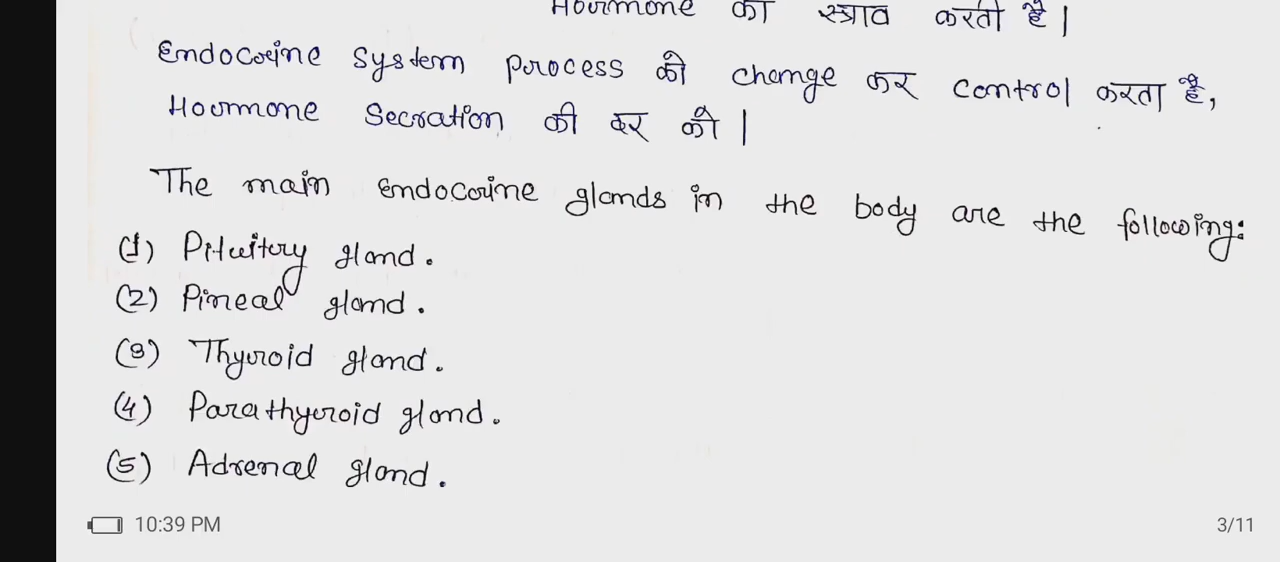 Hormone का स्त्राव करती है |
Endocrine System process को change कर control करता है,
Hormone Secration की दर को |
The main endocrine glands in the body are the following:
(1) Pituitory gland.
(2) Pineal gland.
(3) Thyroid gland.
(4) Parathyroid gland.
(5) Adrenal gland.
10:39 PM 3/11